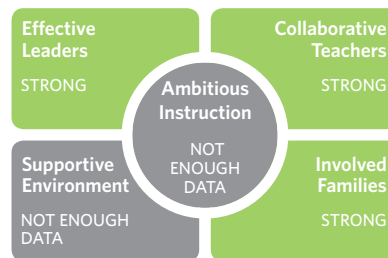 Effective
Leaders
STRONG
Collaborative
Teachers
STRONG
Ambitious
Instruction
NOT
ENOUGH
DATA
Supportive
Environment
NOT ENOUGH
DATA
Involved
Families
STRONG